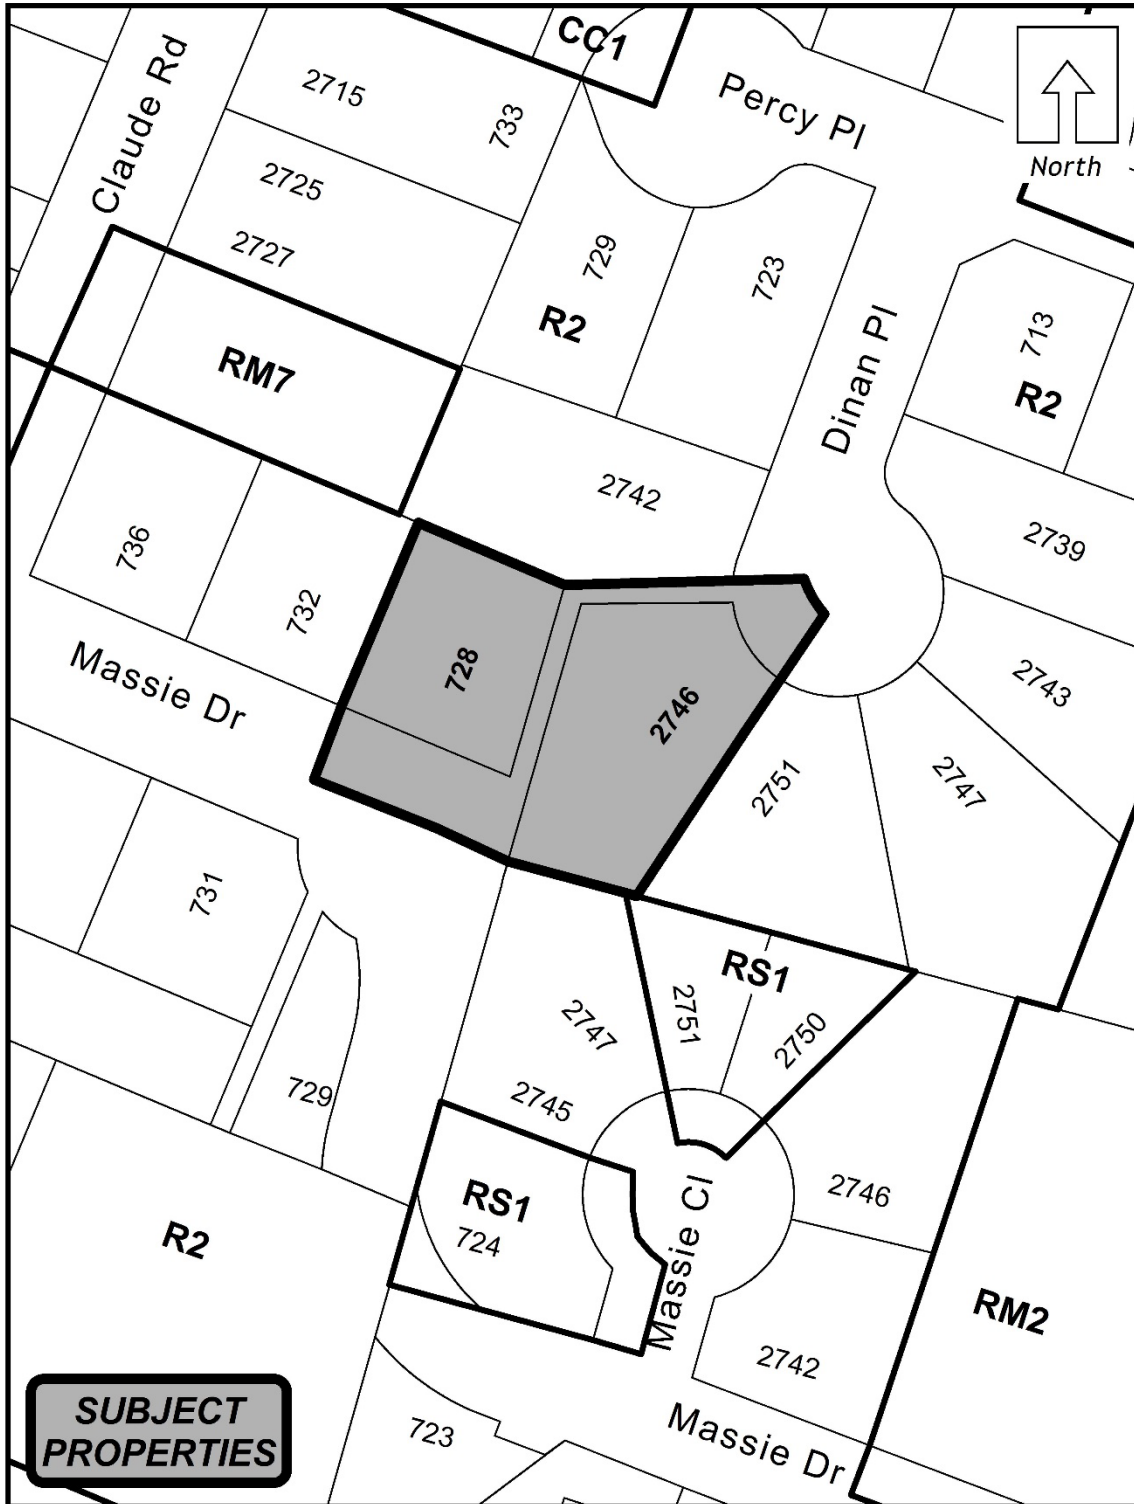 CC1
Claude Rd
2715
733
Percy Pl
North
2725
2727
729
723
R2
713
R2
Dinan Pl
RM7
2742
2739
736
732
728
2746
2743
Massie Dr
2751
2747
731
RS1
2751
2750
2747
729
2745
RS1
724
2746
Massie Cl
R2
RM2
2742
723
Massie Dr
SUBJECT
PROPERTIES